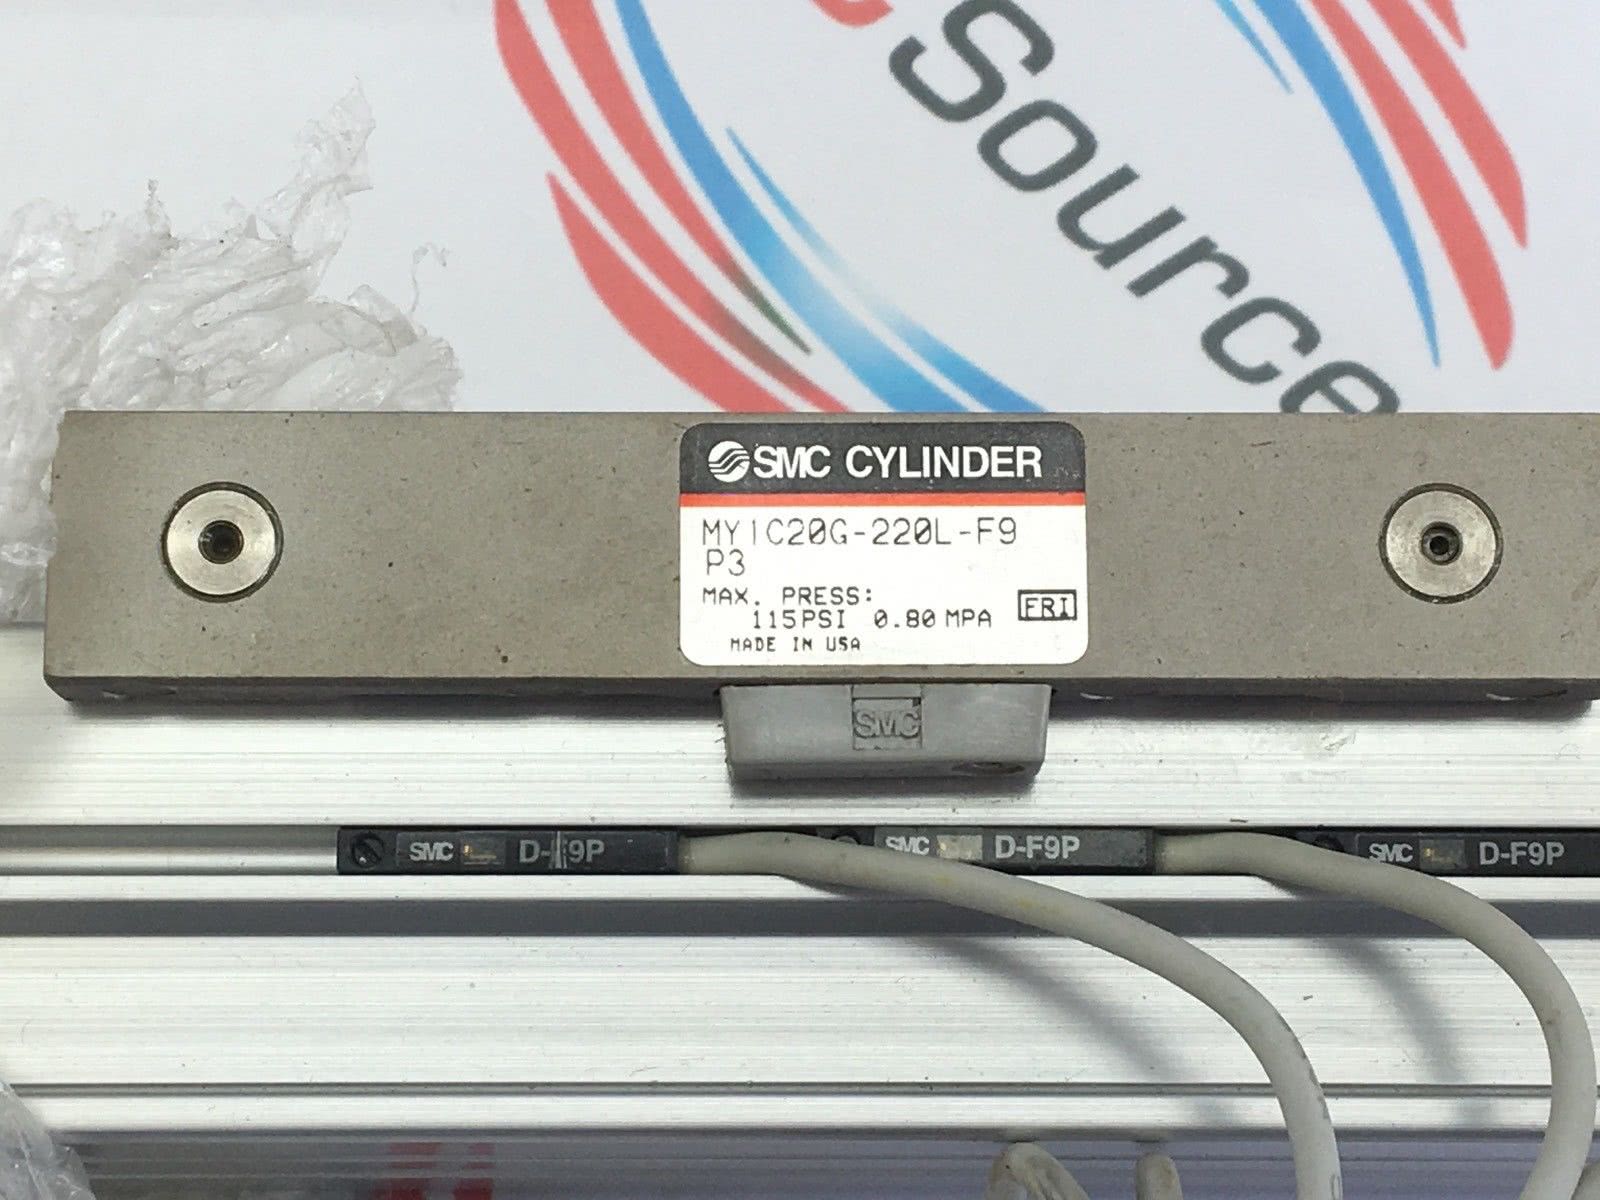 Source
SMC CYLINDER
MY1C20G-220L-F9
P3
MAX. PRESS:
115PSI 0.80 MPA
FRI
MADE IN USA
SMC
SMC D-F9P
SMC D-F9P
SMC D-F9P